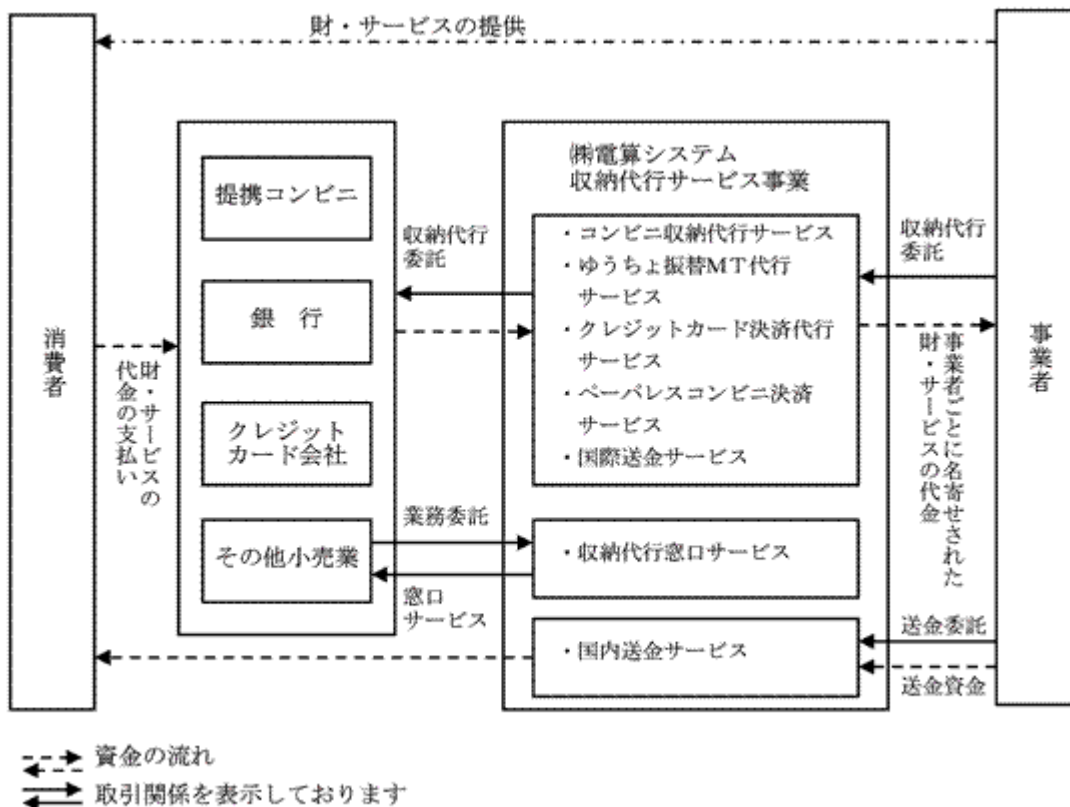 財・サービスの提供
消費者
財・サービスの
代金の支払い
提携コンビニ
銀 行
クレジット
カード会社
その他小売業
収納代行
委託
業務委託
窓口
サービス
㈱電算システム
収納代行サービス事業
・コンビニ収納代行サービス
・ゆうちょ振替MT代行
サービス
・クレジットカード決済代行
サービス
・ペーパレスコンビニ決済
サービス
・国際送金サービス
・収納代行窓口サービス
・国内送金サービス
収納代行
委託
事業者ごとに名寄せされた
財・サービスの代金
送金委託
送金資金
事業者
資金の流れ
取引関係を表示しております